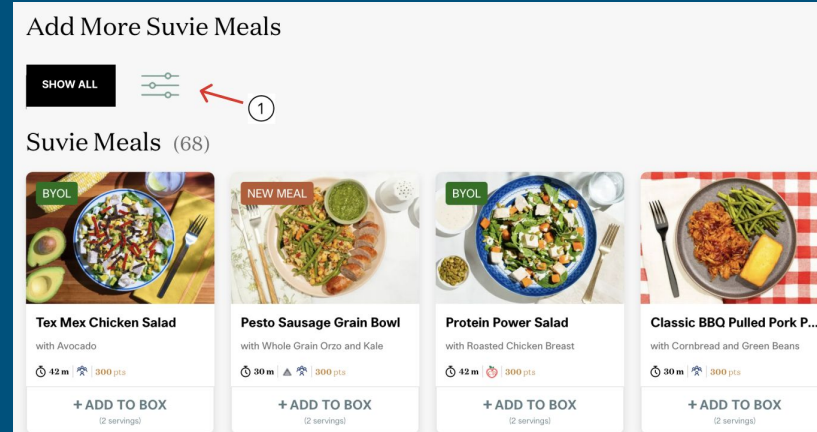 Add More Suvie Meals
SHOW ALL
1
Suvie Meals (68)
BYOL
NEW MEAL
BYOL
Tex Mex Chicken Salad
with Avocado
42 m 300 pts
+ ADD TO BOX
(2 servings)
Pesto Sausage Grain Bowl
with Whole Grain Orzo and Kale
30 m 300 pts
+ ADD TO BOX
(2 servings)
Protein Power Salad
with Roasted Chicken Breast
42 m 300 pts
+ ADD TO BOX
(2 servings)
Classic BBQ Pulled Pork P...
with Cornbread and Green Beans
30 m 300 pts
+ ADD TO BOX
(2 servings)